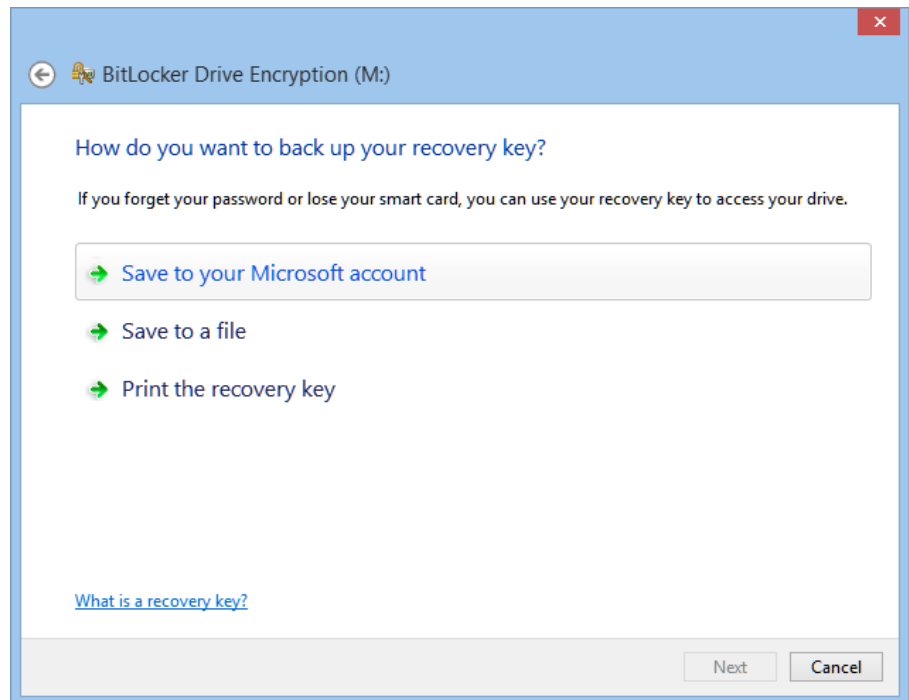 BitLocker Drive Encryption (M:)
How do you want to back up your recovery key?
If you forget your password or lose your smart card, you can use your recovery key to access your drive.
Save to your Microsoft account
Save to a file
Print the recovery key
What is a recovery key?
Next
Cancel